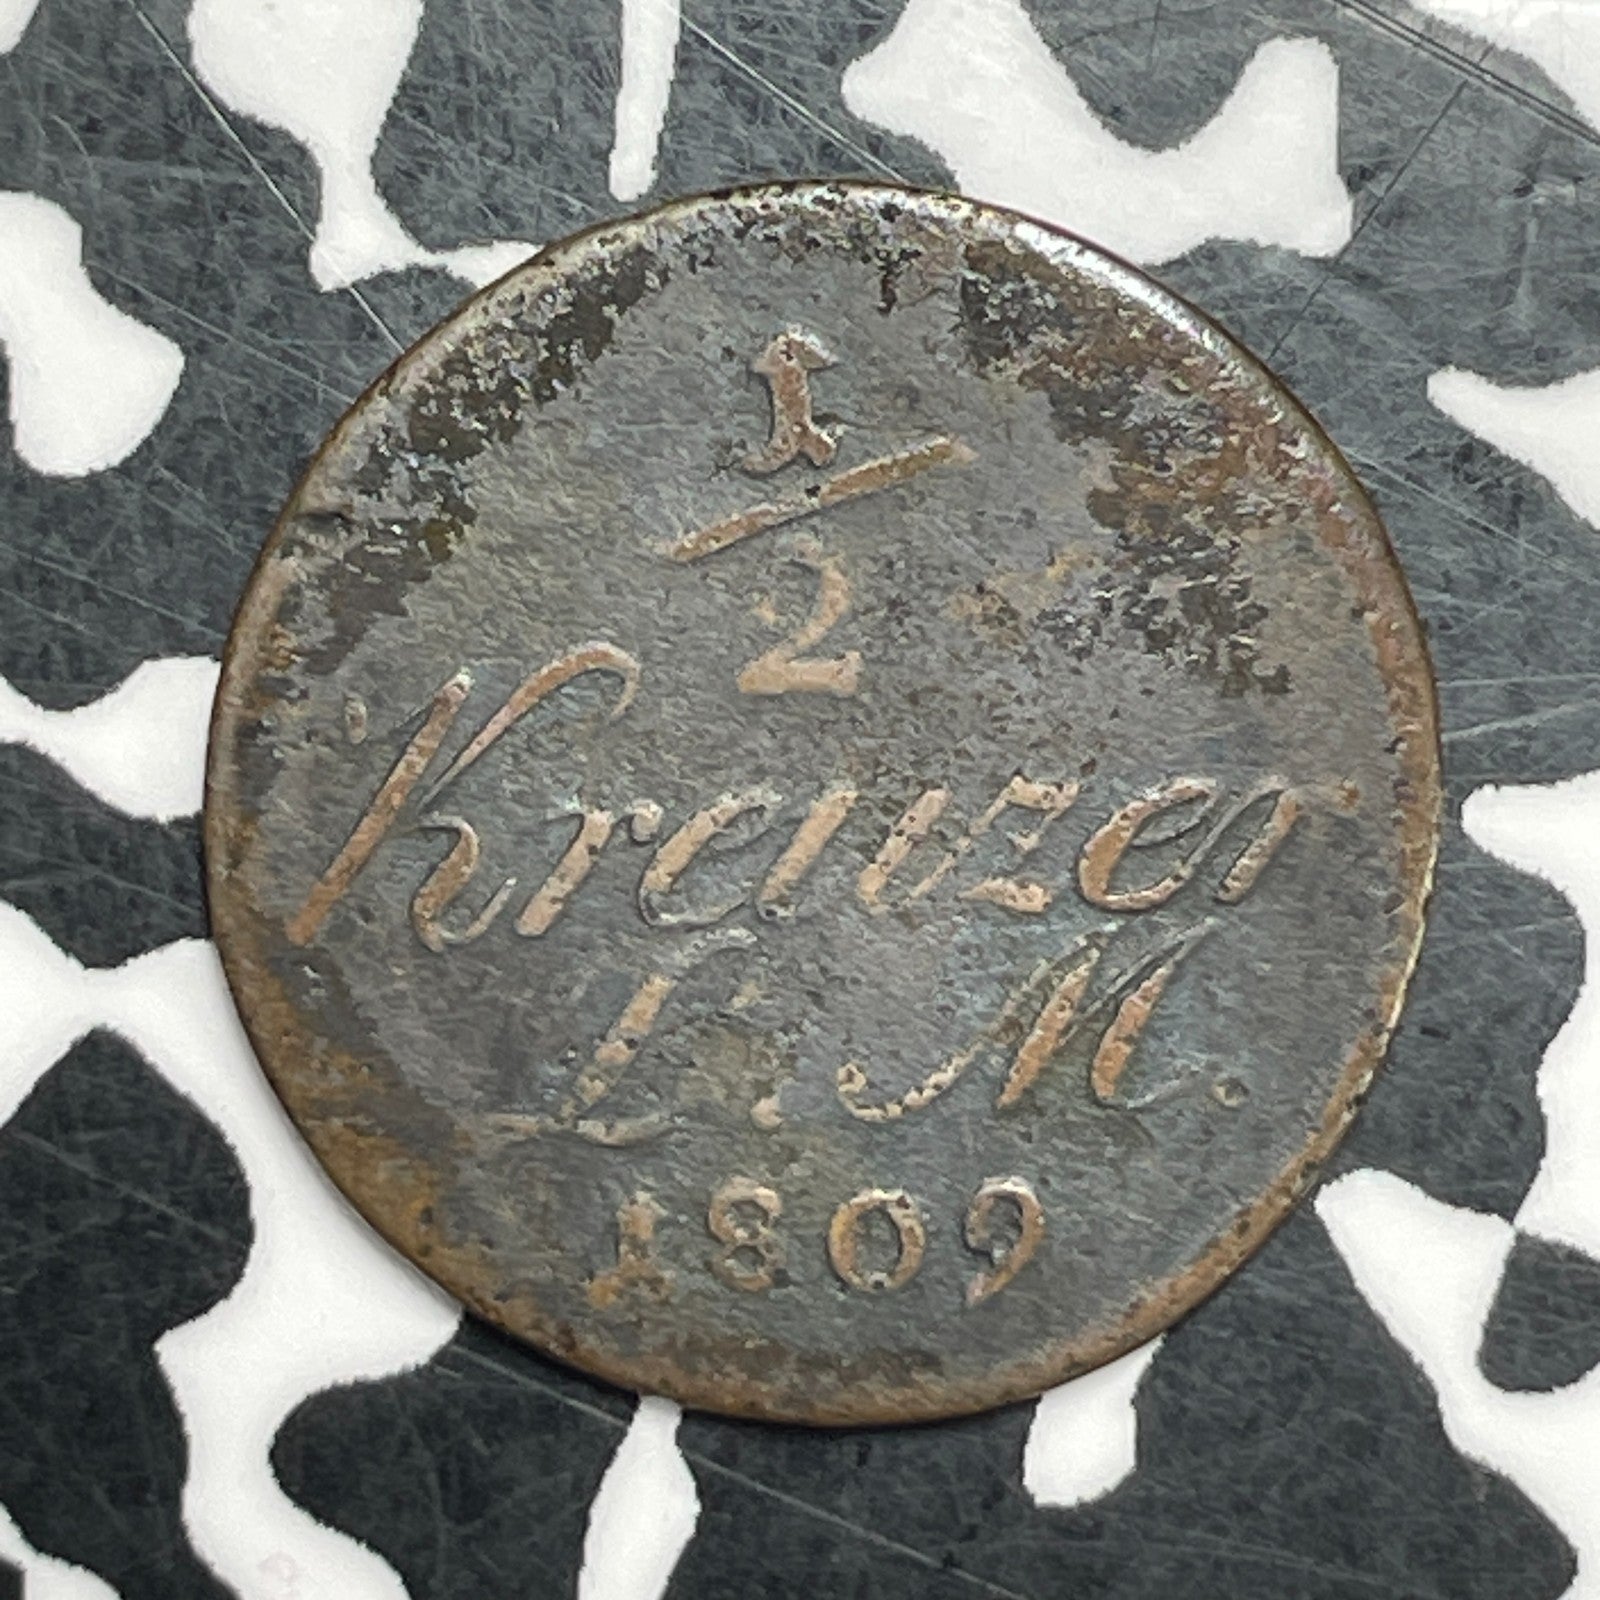 1/2
Kreuzer
L. M.
1809